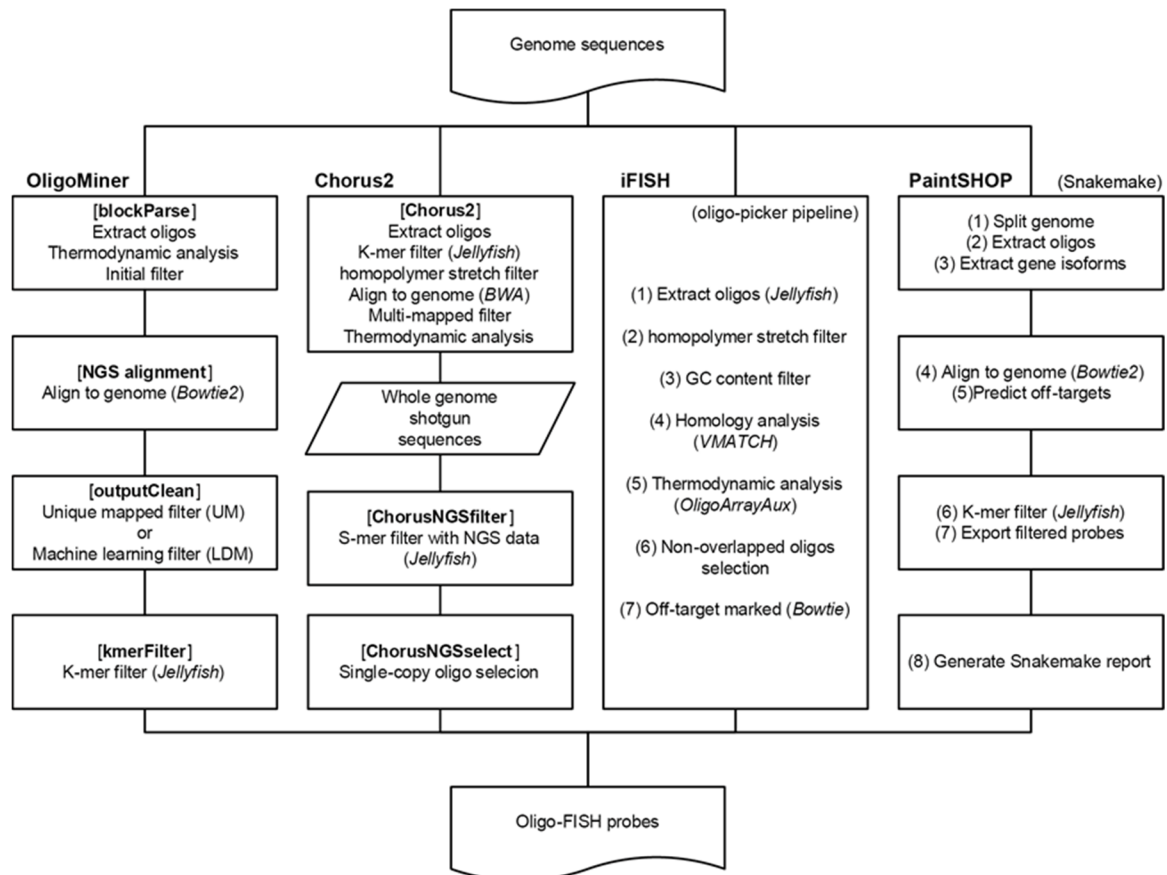 Genome sequences
OligoMiner
[blockParse]
Extract oligos
Thermodynamic analysis
Initial filter
[NGS alignment]
Align to genome (Bowtie2)
[outputClean]
Unique mapped filter (UM)
or
Machine learning filter (LDM)
[kmerFilter]
K-mer filter (Jellyfish)
Chorus2
[Chorus2]
Extract oligos
K-mer filter (Jellyfish)
homopolymer stretch filter
Align to genome (BWA)
Multi-mapped filter
Thermodynamic analysis
Whole genome
shotgun
sequences
[ChorusNGSfilter]
S-mer filter with NGS data
(Jellyfish)
[ChorusNGSselect]
Single-copy oligo selecion
iFISH
(oligo-picker pipeline)
(1) Extract oligos (Jellyfish)
(2) homopolymer stretch filter
(3) GC content filter
(4) Homology analysis
(VMATCH)
(5) Thermodynamic analysis
(OligoArrayAux)
(6) Non-overlapped oligos
selection
(7) Off-target marked (Bowtie)
PaintSHOP
(Snakemake)
(1) Split genome
(2) Extract oligos
(3) Extract gene isoforms
(4) Align to genome (Bowtie2)
(5)Predict off-targets
(6) K-mer filter (Jellyfish)
(7) Export filtered probes
(8) Generate Snakemake report
Oligo-FISH probes